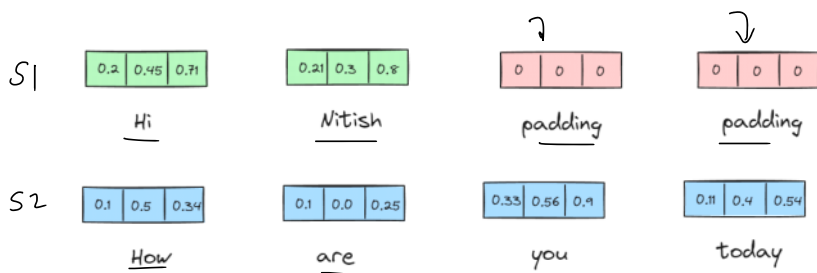 S1 0.2 0.45 0.71 0.21 0.3 0.8 0 0 0 0 0 0
Hi Nitish padding padding
S2 0.1 0.5 0.34 0.1 0.0 0.25 0.33 0.56 0.9 0.11 0.4 0.54
How are you today